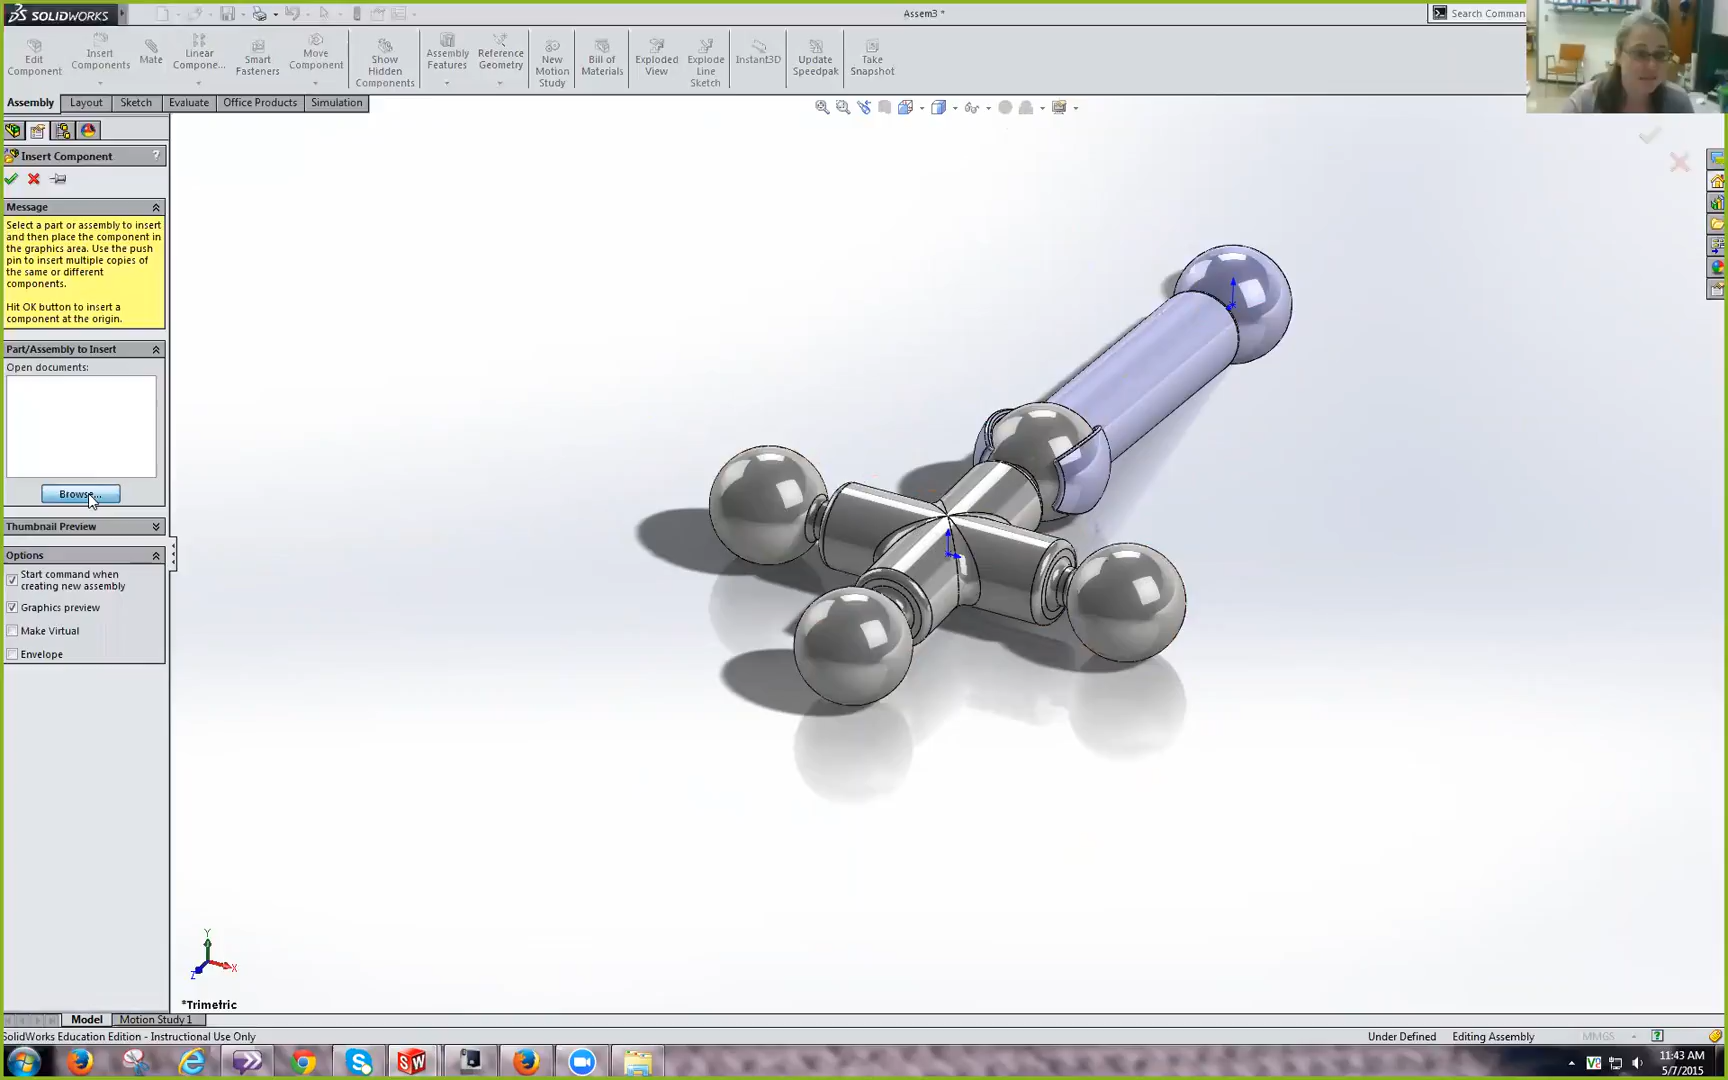 SOLIDWORKS
Assem3 *
Search Comman
Edit Component
Insert Components
Mate
Linear Compone...
Smart Fasteners
Move Component
Show Hidden Components
Assembly Features
Reference Geometry
New Motion Study
Bill of Materials
Exploded View
Explode Line Sketch
Instant3D
Update Speedpak
Take Snapshot
Assembly
Layout
Sketch
Evaluate
Office Products
Simulation
Insert Component
?
Message
Select a part or assembly to insert
and then place the component in
the graphics area. Use the push
pin to insert multiple copies of
the same or different
components.
Hit OK button to insert a
component at the origin.
Part/Assembly to Insert
Open documents:
Browse...
Thumbnail Preview
Options
Start command when
creating new assembly
Graphics preview
Make Virtual
Envelope
Y
X
Z
*Trimetric
Model
Motion Study 1
SolidWorks Education Edition - Instructional Use Only
Under Defined
Editing Assembly
MMGS
11:43 AM
5/7/2015